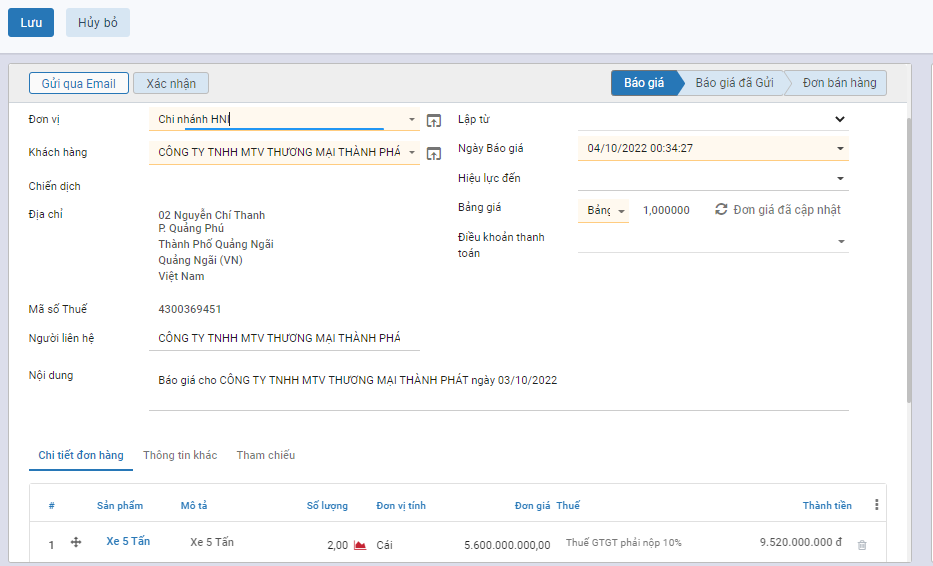 Lưu Hủy bỏ
Gửi qua Email Xác nhận Báo giá Báo giá đã Gửi Đơn bán hàng
Đơn vị Chi nhánh HNI Lập từ
Khách hàng CÔNG TY TNHH MTV THƯƠNG MẠI THÀNH PHÁ Ngày Báo giá 04/10/2022 00:34:27
Chiến dịch Hiệu lực đến
Địa chỉ 02 Nguyễn Chí Thanh Bảng giá Bảng 1,000000 Đơn giá đã cập nhật
P. Quảng Phú
Thành Phố Quảng Ngãi Điều khoản thanh toán
Quảng Ngãi (VN)
Việt Nam
Mã số Thuế 4300369451
Người liên hệ CÔNG TY TNHH MTV THƯƠNG MẠI THÀNH PHÁ
Nội dung Báo giá cho CÔNG TY TNHH MTV THƯƠNG MẠI THÀNH PHÁT ngày 03/10/2022
Chi tiết đơn hàng Thông tin khác Tham chiếu
# Sản phẩm Mô tả Số lượng Đơn vị tính Đơn giá Thuế Thành tiền
1 Xe 5 Tấn Xe 5 Tấn 2,00 Cái 5.600.000.000,00 Thuế GTGT phải nộp 10% 9.520.000.000 đ